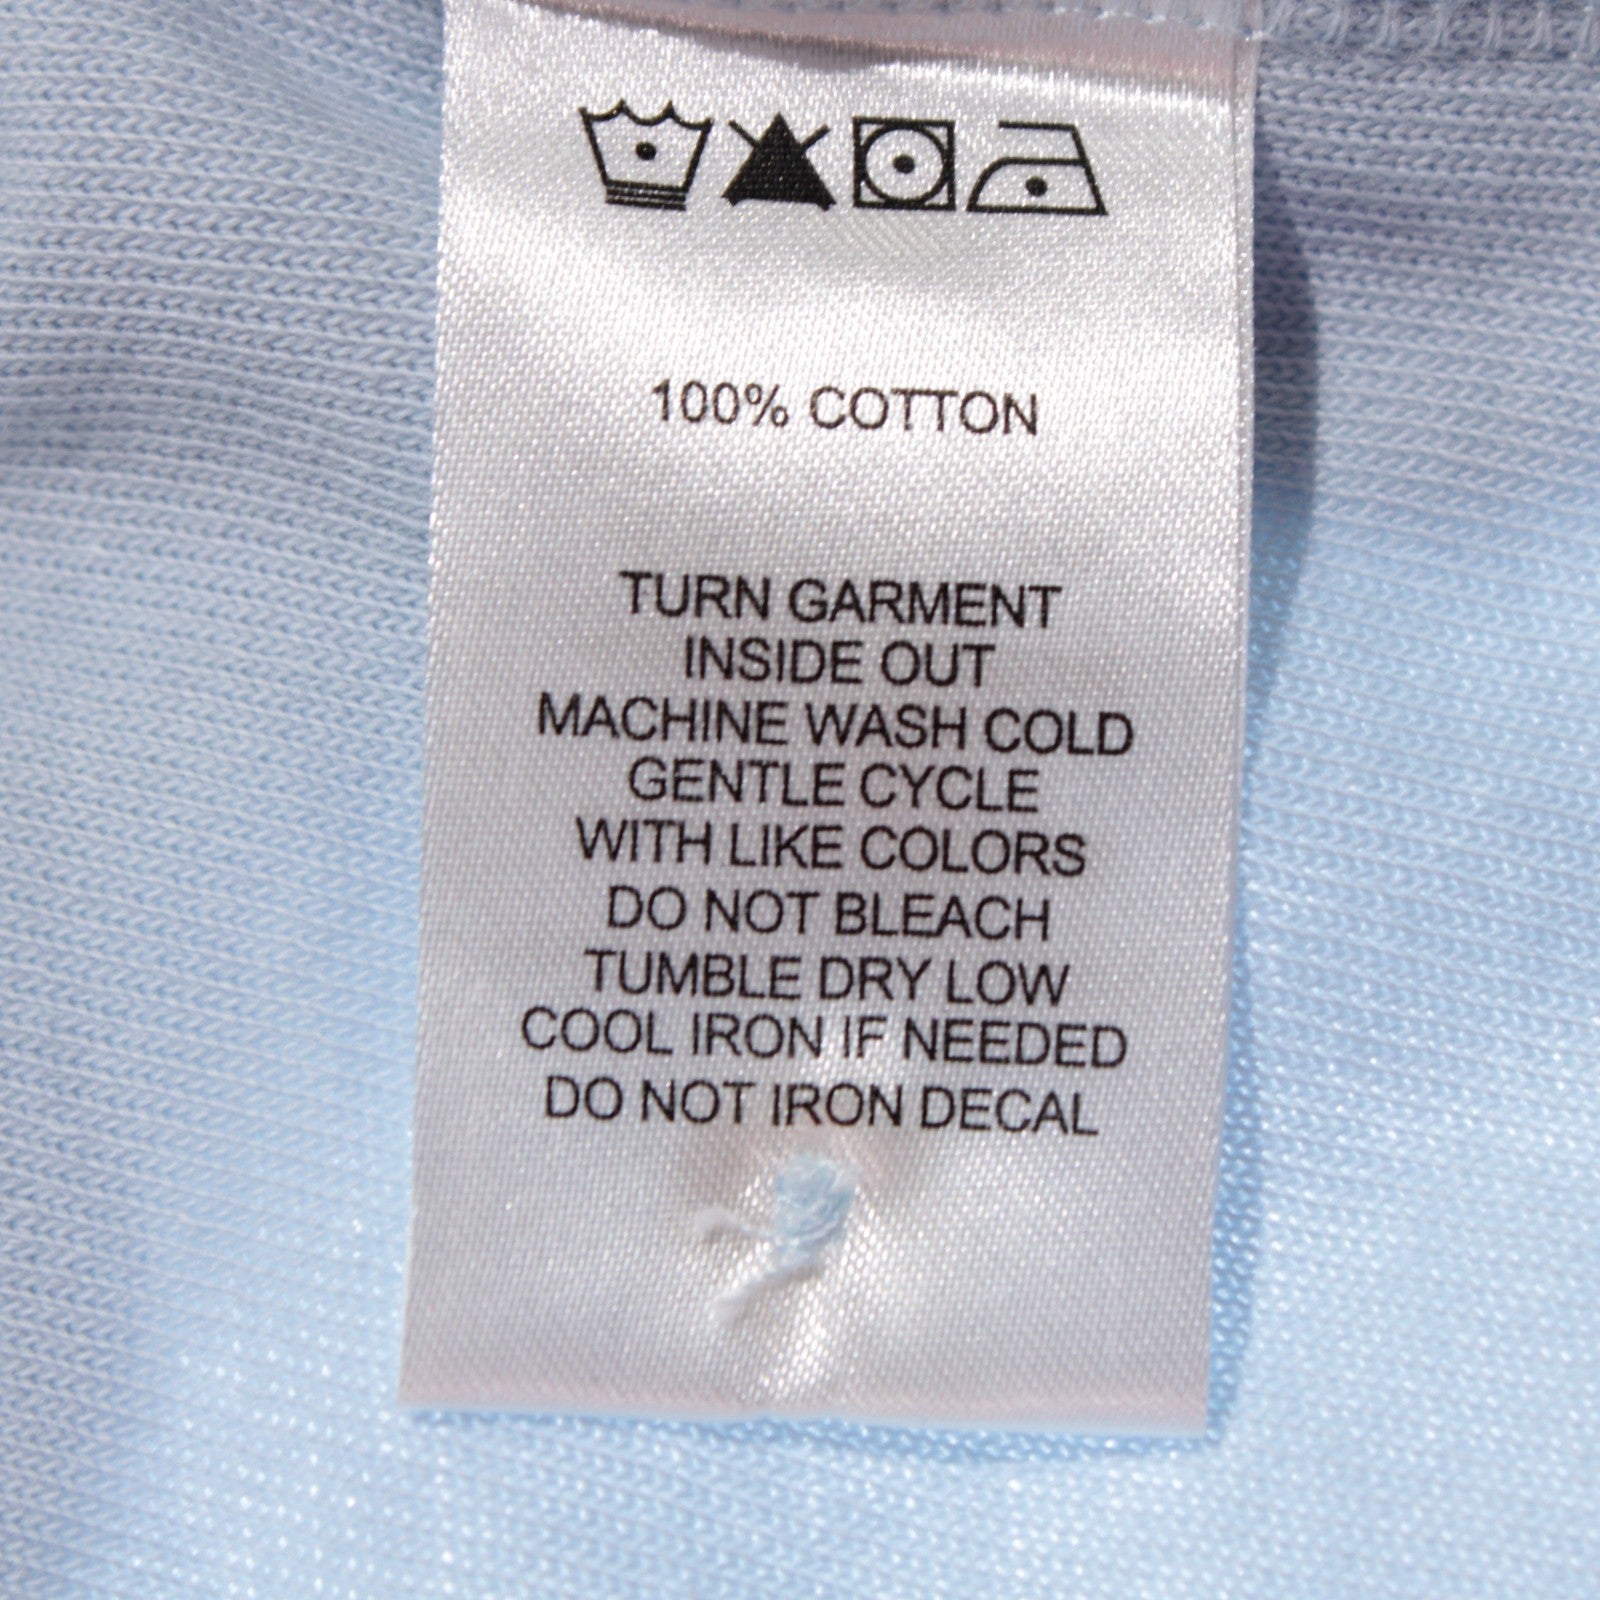 100% COTTON
TURN GARMENT
INSIDE OUT
MACHINE WASH COLD
GENTLE CYCLE
WITH LIKE COLORS
DO NOT BLEACH
TUMBLE DRY LOW
COOL IRON IF NEEDED
DO NOT IRON DECAL